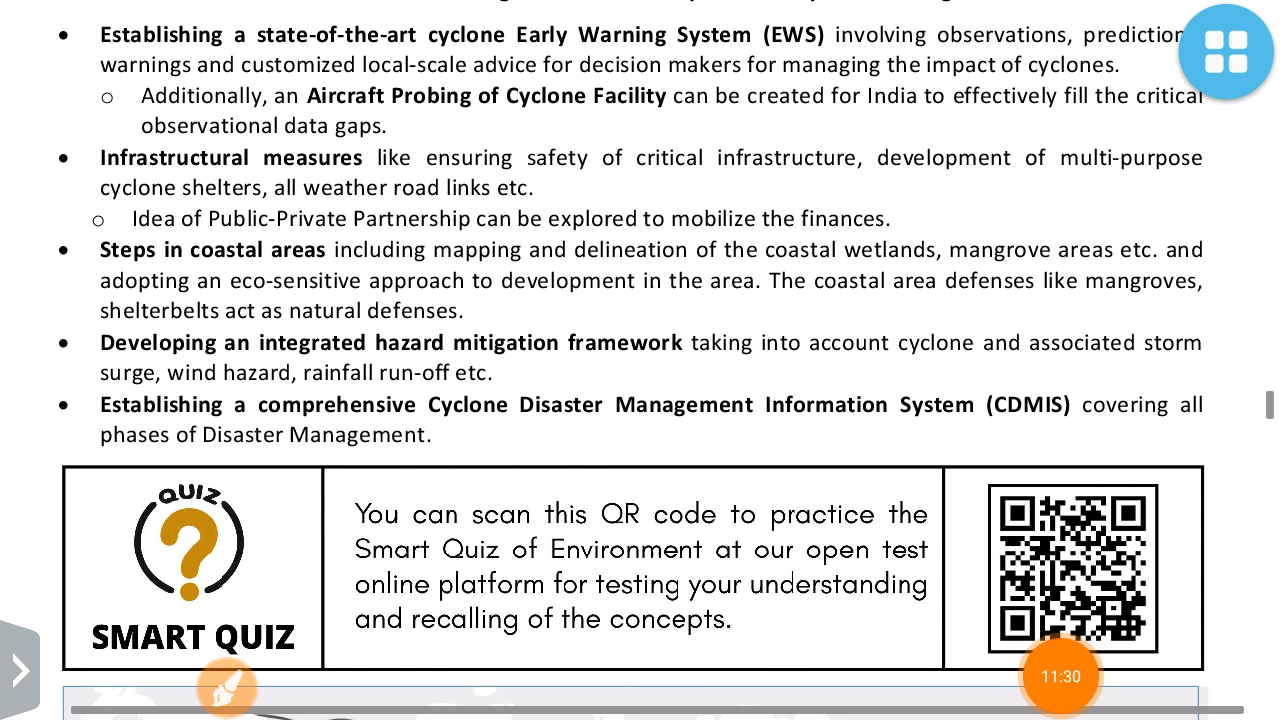 • Establishing a state-of-the-art cyclone Early Warning System (EWS) involving observations,
warnings and customized local-scale advice for decision makers for managing the impact of cyclones.
o Additionally, an Aircraft Probing of Cyclone Facility can be created for India to effectively fill the critical
observational data gaps.
• Infrastructural measures like ensuring safety of critical infrastructure, development of multi-purpose
cyclone shelters, all weather road links etc.
o Idea of Public-Private Partnership can be explored to mobilize the finances.
• Steps in coastal areas including mapping and delineation of the coastal wetlands, mangrove areas etc. and
adopting an eco-sensitive approach to development in the area. The coastal area defenses like mangroves,
shelterbelts act as natural defenses.
• Developing an integrated hazard mitigation framework taking into account cyclone and associated storm
surge, wind hazard, rainfall run-off etc.
• Establishing a comprehensive Cyclone Disaster Management Information System (CDMIS) covering all
phases of Disaster Management.
QUIZ
SMART QUIZ
You can scan this QR code to practice the
Smart Quiz of Environment at our open test
online platform for testing your understanding
and recalling of the concepts.
11:30